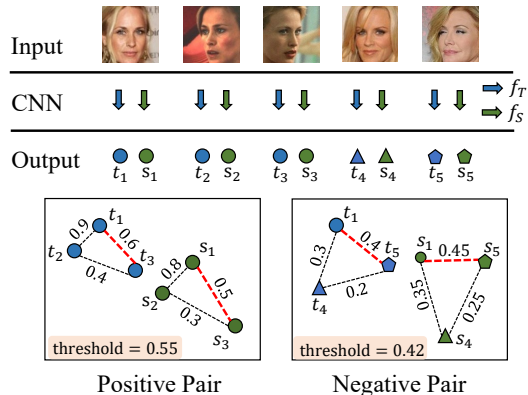 Input
CNN
f_T
f_S
Output
t_1 s_1 t_2 s_2 t_3 s_3 t_4 s_4 t_5 s_5
t_1
0.9 0.6
t_2 t_3
0.4
s_1
0.8 0.5
s_2
0.3
s_3
threshold = 0.55
t_1
0.3 0.4 t_5
t_4 0.2
s_1 0.45 s_5
0.35 0.25
s_4
threshold = 0.42
Positive Pair
Negative Pair